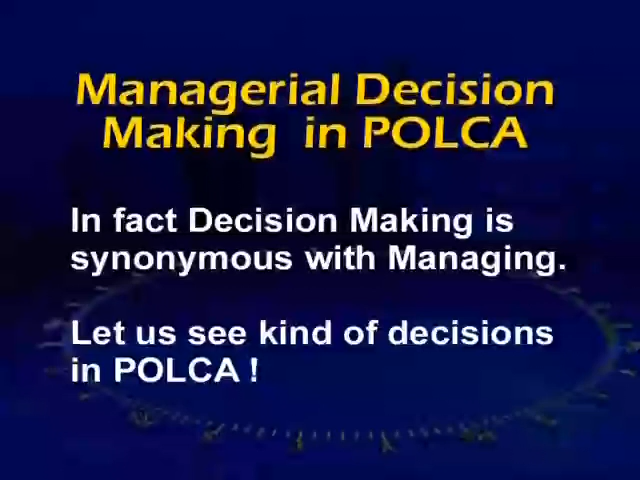 Managerial Decision
Making in POLCA
In fact Decision Making is
synonymous with Managing.
Let us see kind of decisions
in POLCA !